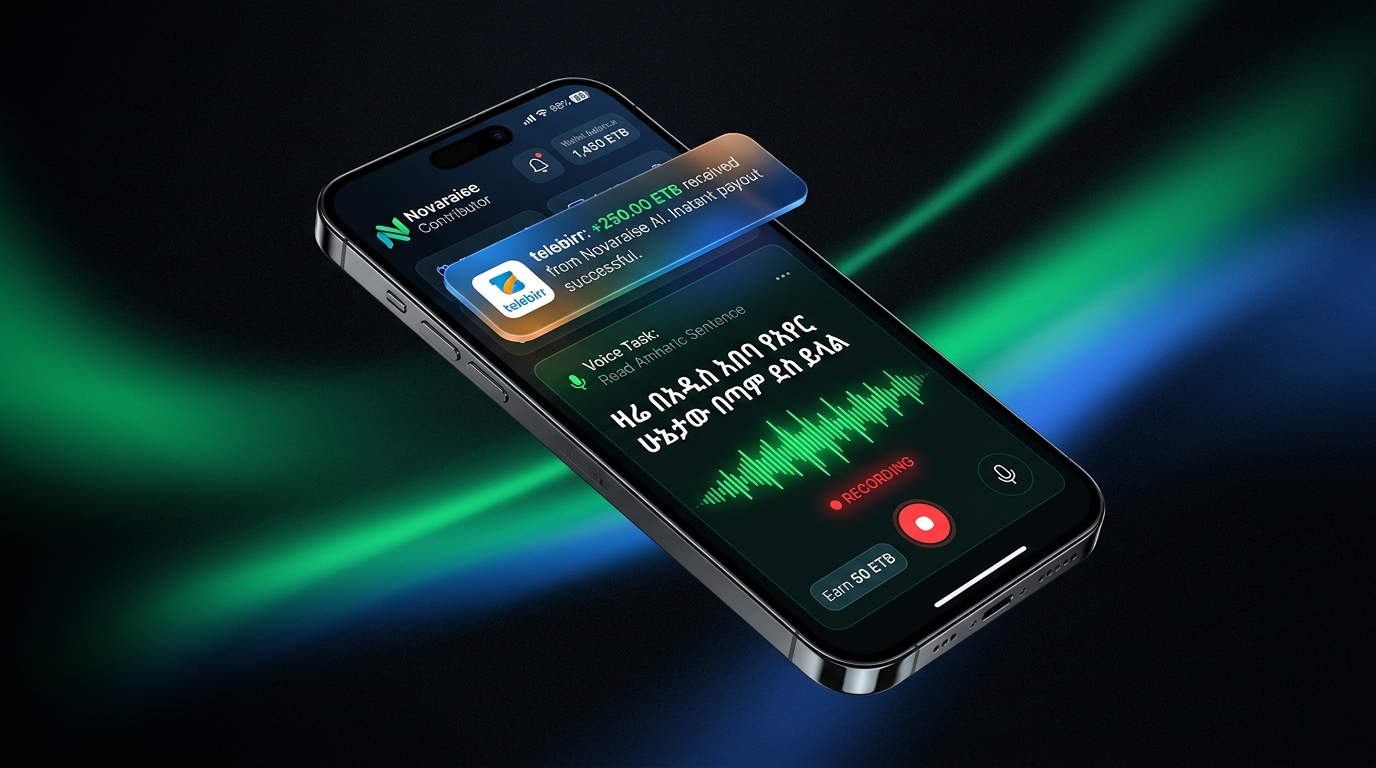 1,450 ETB
Novaraise
Contributor
telebirr: +250.00 ETB received
from Novaraise AI. Instant payout
successful.
telebirr
Voice Task:
Read Amharic Sentence
ዘሬ በአዲስ አበባ የአየር
ሁኔታው በጣም ደስ ይላል
RECORDING
Earn 50 ETB